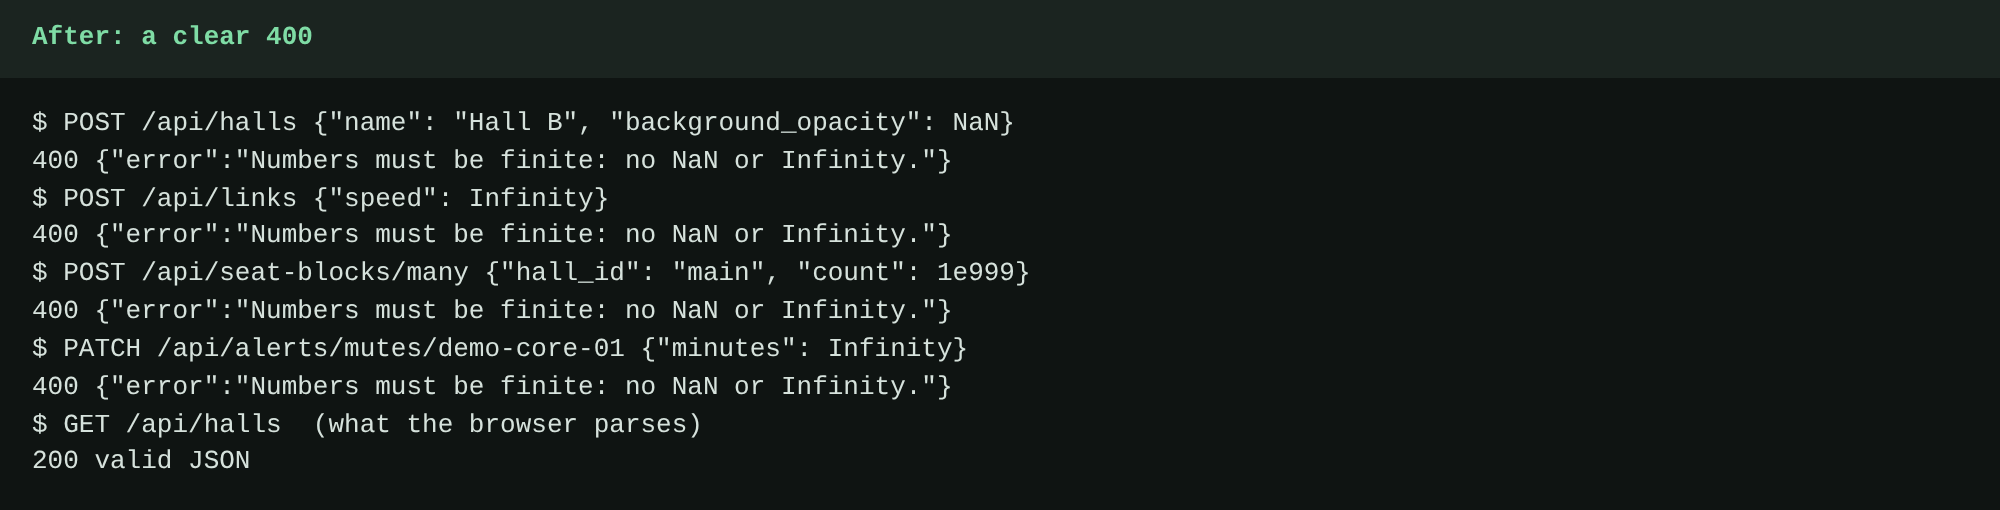 After: a clear 400
$ POST /api/halls {"name": "Hall B", "background_opacity": NaN}
400 {"error":"Numbers must be finite: no NaN or Infinity."}
$ POST /api/links {"speed": Infinity}
400 {"error":"Numbers must be finite: no NaN or Infinity."}
$ POST /api/seat-blocks/many {"hall_id": "main", "count": 1e999}
400 {"error":"Numbers must be finite: no NaN or Infinity."}
$ PATCH /api/alerts/mutes/demo-core-01 {"minutes": Infinity}
400 {"error":"Numbers must be finite: no NaN or Infinity."}
$ GET /api/halls  (what the browser parses)
200 valid JSON